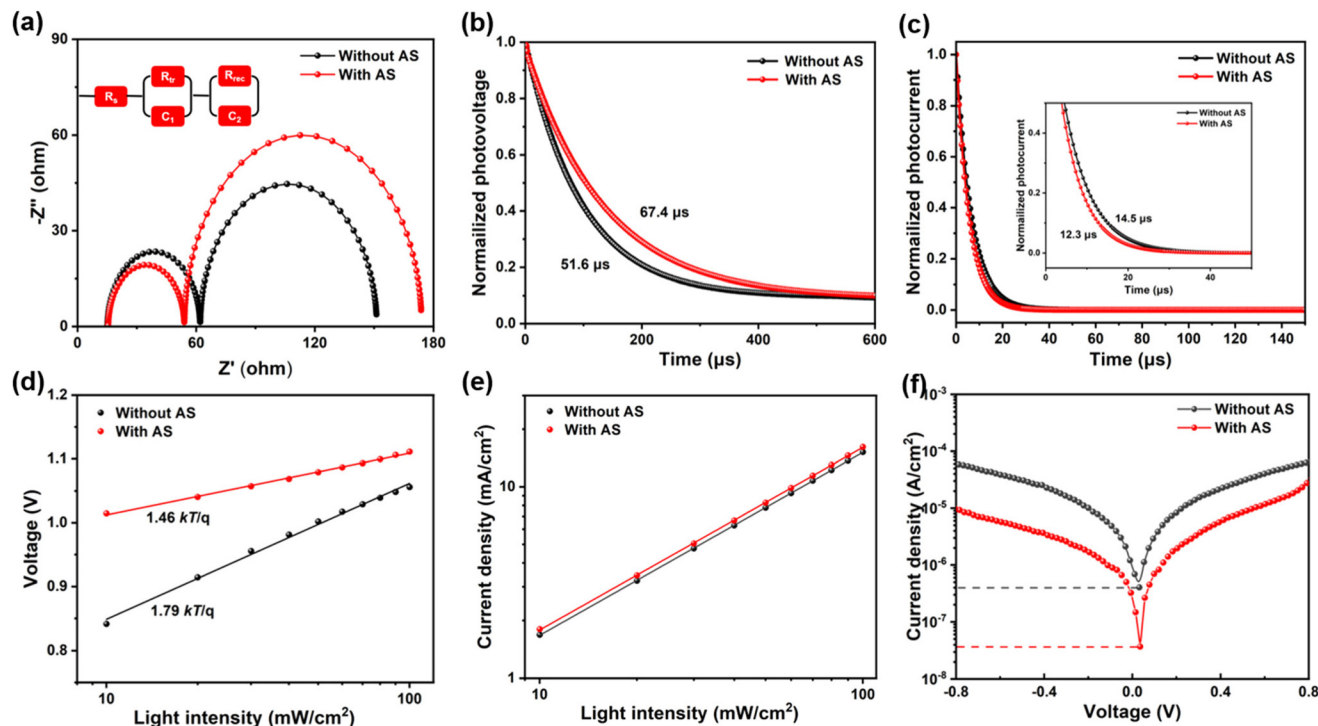 (a)
90
60
30
0
0
60
120
180
-Z'' (ohm)
Z' (ohm)
Without AS
With AS
Rs
Rtr
C1
Rrec
C2
(b)
1.0
0.8
0.6
0.4
0.2
0.0
0
200
400
600
Normailized photovoltage
Time (µs)
Without AS
With AS
67.4 µs
51.6 µs
(c)
1.0
0.8
0.6
0.4
0.2
0.0
0
20
40
60
80
100
120
140
Normailized photocurrent
Time (µs)
Without AS
With AS
Without AS
With AS
0.4
0.2
0.0
0
20
40
Normailized photocurrent
Time (µs)
14.5 µs
12.3 µs
(d)
1.2
1.1
1.0
0.9
0.8
10
100
Voltage (V)
Light intensity (mW/cm²)
Without AS
With AS
1.46 kT/q
1.79 kT/q
(e)
10
1
10
100
Current density (mA/cm²)
Light intensity (mW/cm²)
Without AS
With AS
(f)
10⁻³
10⁻⁴
10⁻⁵
10⁻⁶
10⁻⁷
10⁻⁸
-0.8
-0.4
0.0
0.4
0.8
Current density (A/cm²)
Voltage (V)
Without AS
With AS